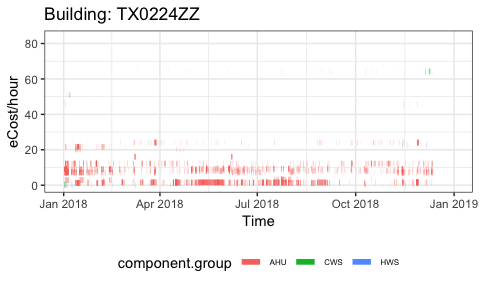 Building: TX0224ZZ
eCost/hour
80
60
40
20
0
Jan 2018 Apr 2018 Jul 2018 Oct 2018 Jan 2019
Time
component.group AHU CWS HWS